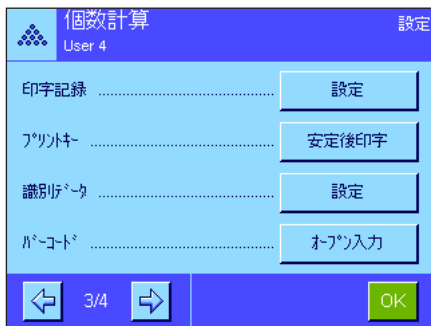 個数計算 設定
User 4
印字記録 ........................................ 設定
ﾌﾟﾘﾝﾄｷｰ ........................................ 安定後印字
識別ﾃﾞｰﾀ ........................................ 設定
ﾊﾞｰｺｰﾄﾞ ........................................ ｵｰﾌﾟﾝ入力
3/4 OK